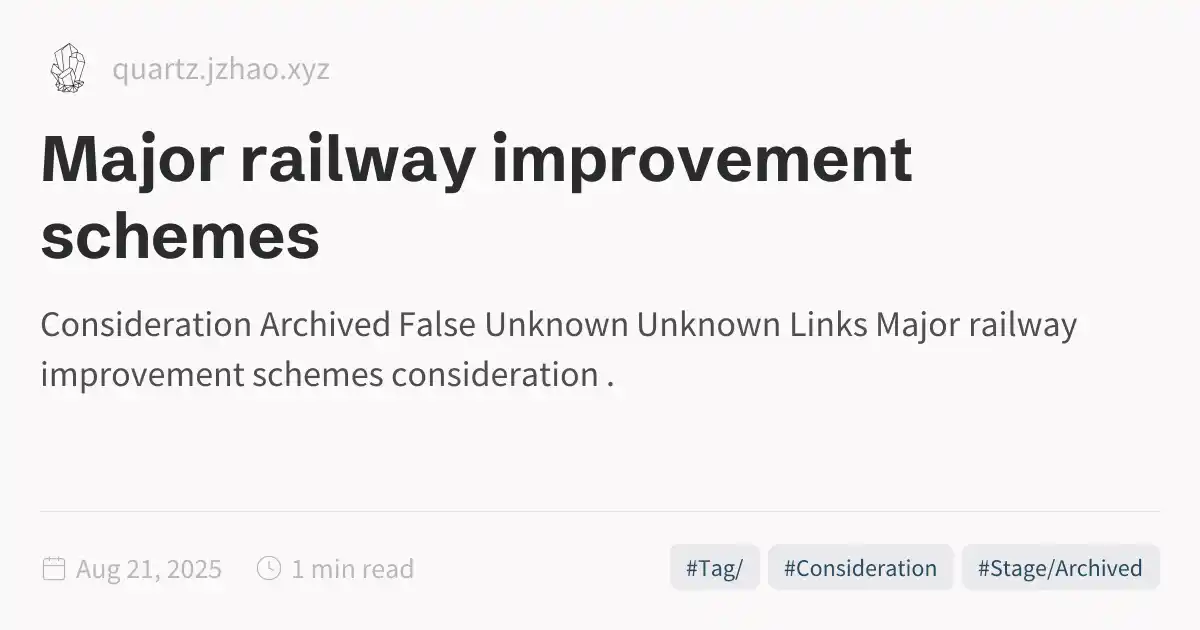 quartz.jzhao.xyz
Major railway improvement
schemes
Consideration Archived False Unknown Unknown Links Major railway
improvement schemes consideration .
Aug 21, 2025 1 min read #Tag/ #Consideration #Stage/Archived